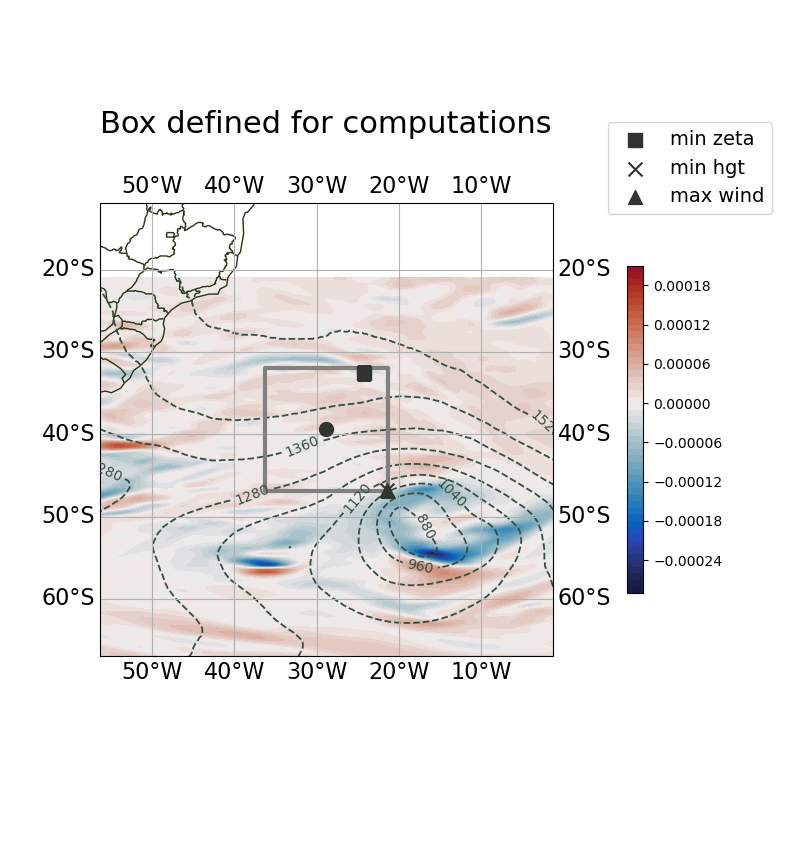 Box defined for computations
min zeta
min hgt
max wind
50°W 40°W 30°W 20°W 10°W
20°S 20°S
30°S 30°S
40°S 40°S
50°S 50°S
60°S 60°S
50°W 40°W 30°W 20°W 10°W
152
1360
280
1280
1120
1040
880
960
0.00018
0.00012
0.00006
0.00000
−0.00006
−0.00012
−0.00018
−0.00024